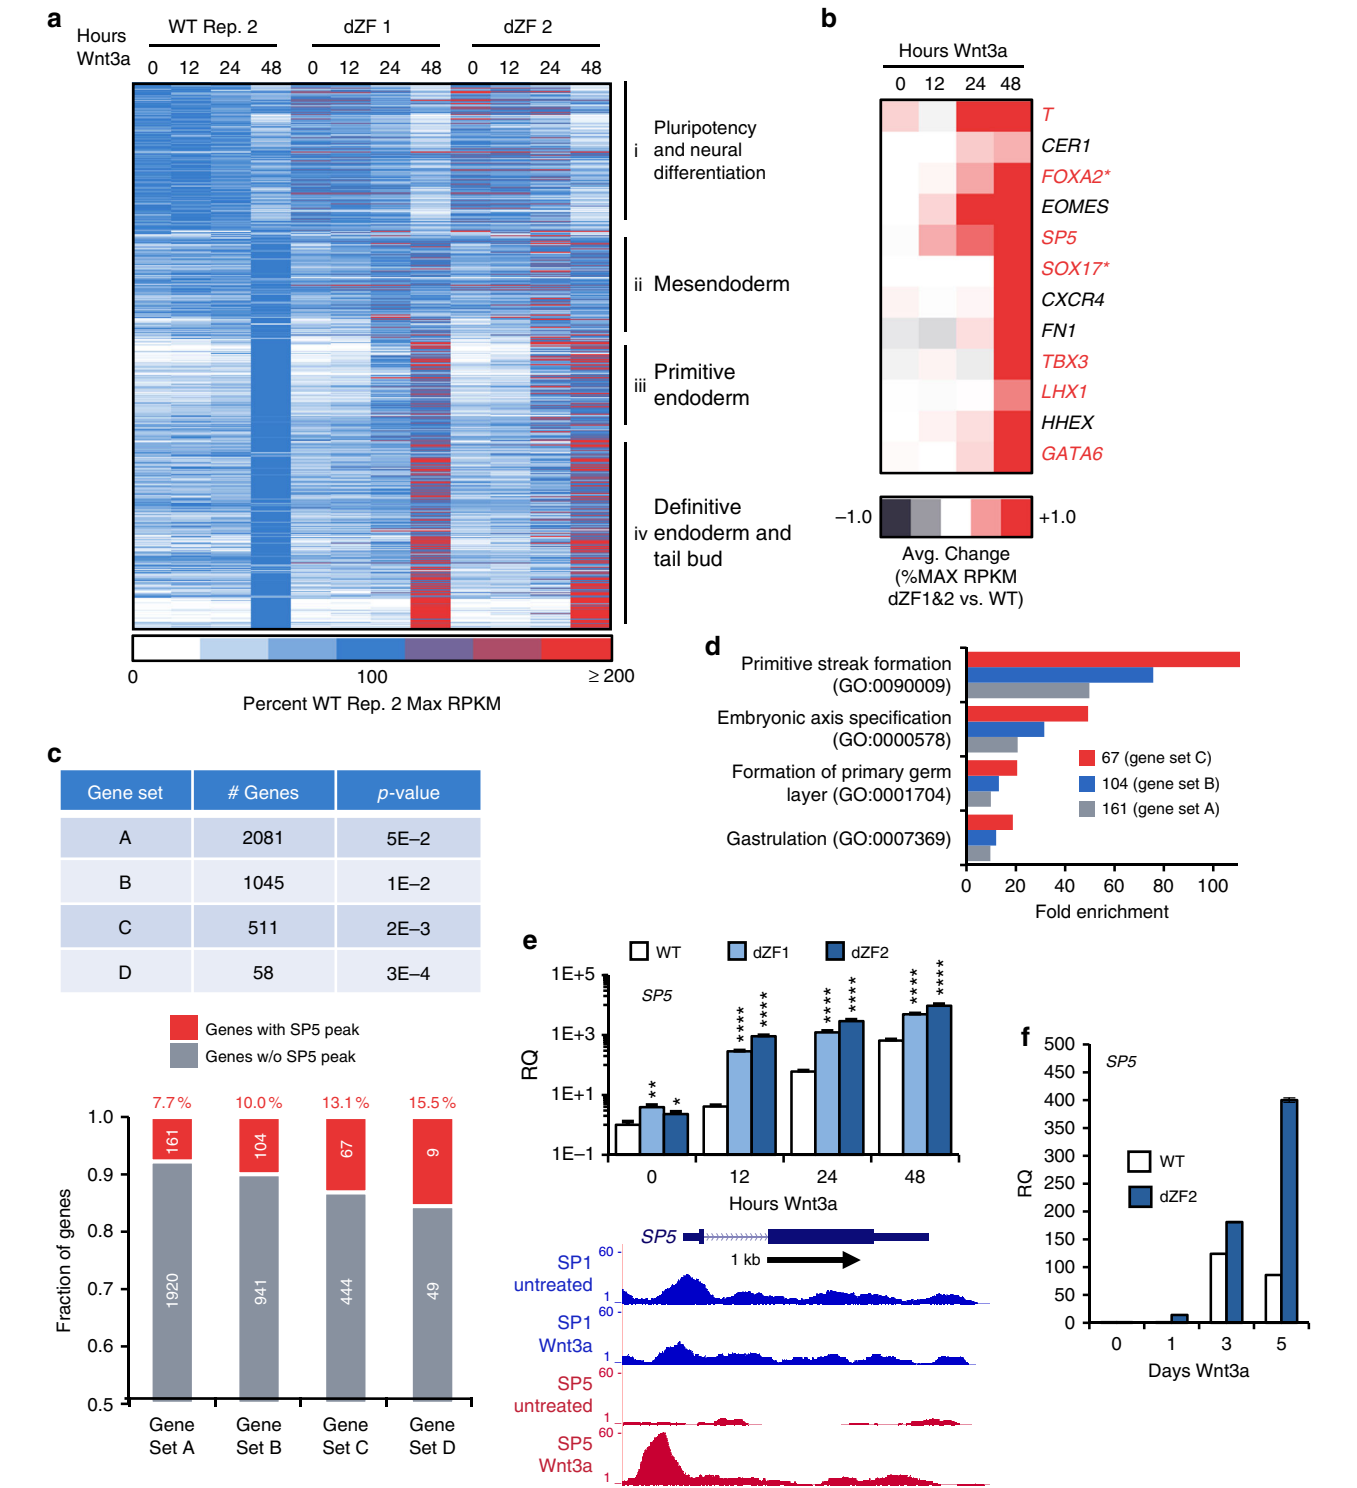 a
Hours
Wnt3a
WT Rep. 2
dZF 1
dZF 2
0 12 24 48 0 12 24 48 0 12 24 48
i
Pluripotency
and neural
differentiation
ii Mesendoderm
iii
Primitive
endoderm
iv
Definitive
endoderm and
tail bud
0 100 ≥ 200
Percent WT Rep. 2 Max RPKM
b
Hours Wnt3a
0 12 24 48
T
CER1
FOXA2*
EOMES
SP5
SOX17*
CXCR4
FN1
TBX3
LHX1
HHEX
GATA6
–1.0 +1.0
Avg. Change
(%MAX RPKM
dZF1&2 vs. WT)
c
Gene set # Genes p-value
A 2081 5E–2
B 1045 1E–2
C 511 2E–3
D 58 3E–4
Genes with SP5 peak
Genes w/o SP5 peak
7.7 % 10.0 % 13.1 % 15.5 %
161 104 67 9
1920 941 444 49
1.0
0.9
0.8
0.7
0.6
0.5
Fraction of genes
Gene
Set A
Gene
Set B
Gene
Set C
Gene
Set D
d
Primitive streak formation
(GO:0090009)
Embryonic axis specification
(GO:0000578)
Formation of primary germ
layer (GO:0001704)
Gastrulation (GO:0007369)
67 (gene set C)
104 (gene set B)
161 (gene set A)
0 20 40 60 80 100
Fold enrichment
e
WT dZF1 dZF2
SP5
1E+5
1E+3
1E+1
1E–1
RQ
** * **** **** **** **** **** ****
0 12 24 48
Hours Wnt3a
SP5
1 kb
SP1
untreated
60
1
SP1
Wnt3a
60
1
SP5
untreated
60
1
SP5
Wnt3a
60
1
f
SP5
500
450
400
350
300
250
200
150
100
50
0
RQ
WT
dZF2
0 1 3 5
Days Wnt3a